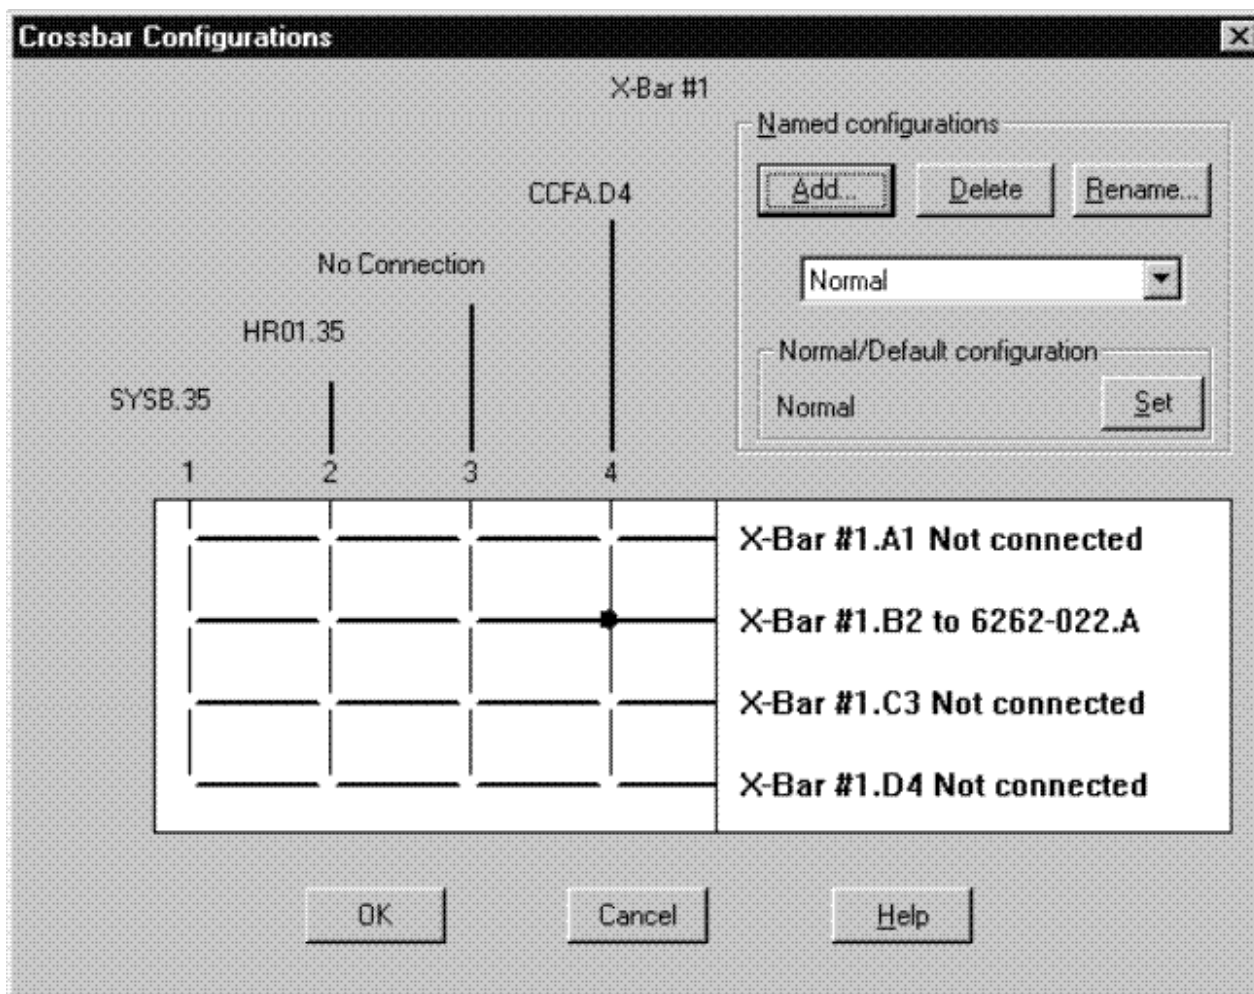 Crossbar Configurations
X-Bar #1
Named configurations
Add...
Delete
Rename...
Normal
Normal/Default configuration
Normal
Set
CCFA.D4
No Connection
HR01.35
SYSB.35
1
2
3
4
X-Bar #1.A1 Not connected
X-Bar #1.B2 to 6262-022.A
X-Bar #1.C3 Not connected
X-Bar #1.D4 Not connected
OK
Cancel
Help